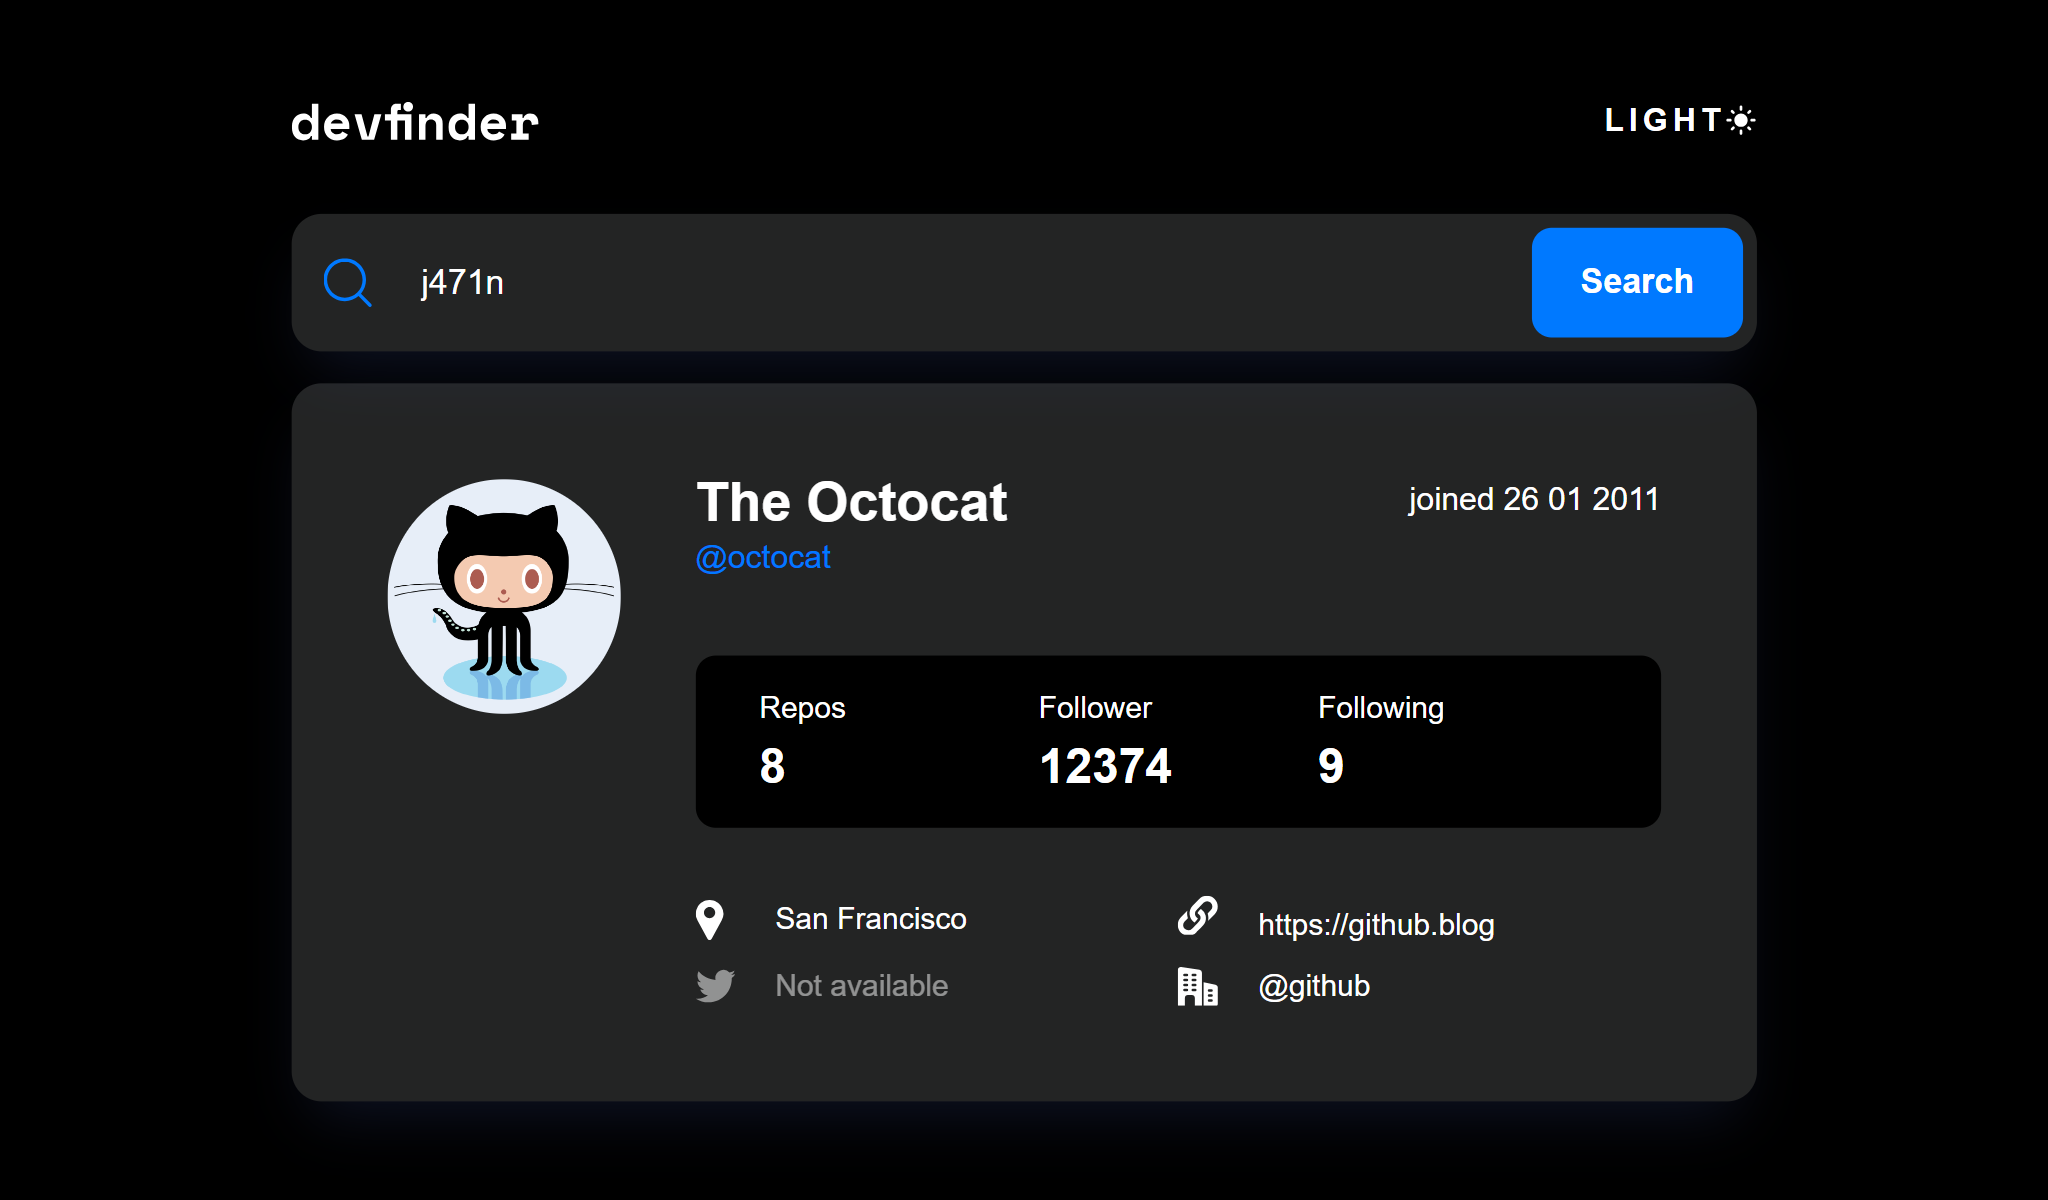 devfinder
LIGHT
j471n
Search
The Octocat
joined 26 01 2011
@octocat
Repos
Follower
Following
8
12374
9
San Francisco
https://github.blog
Not available
@github